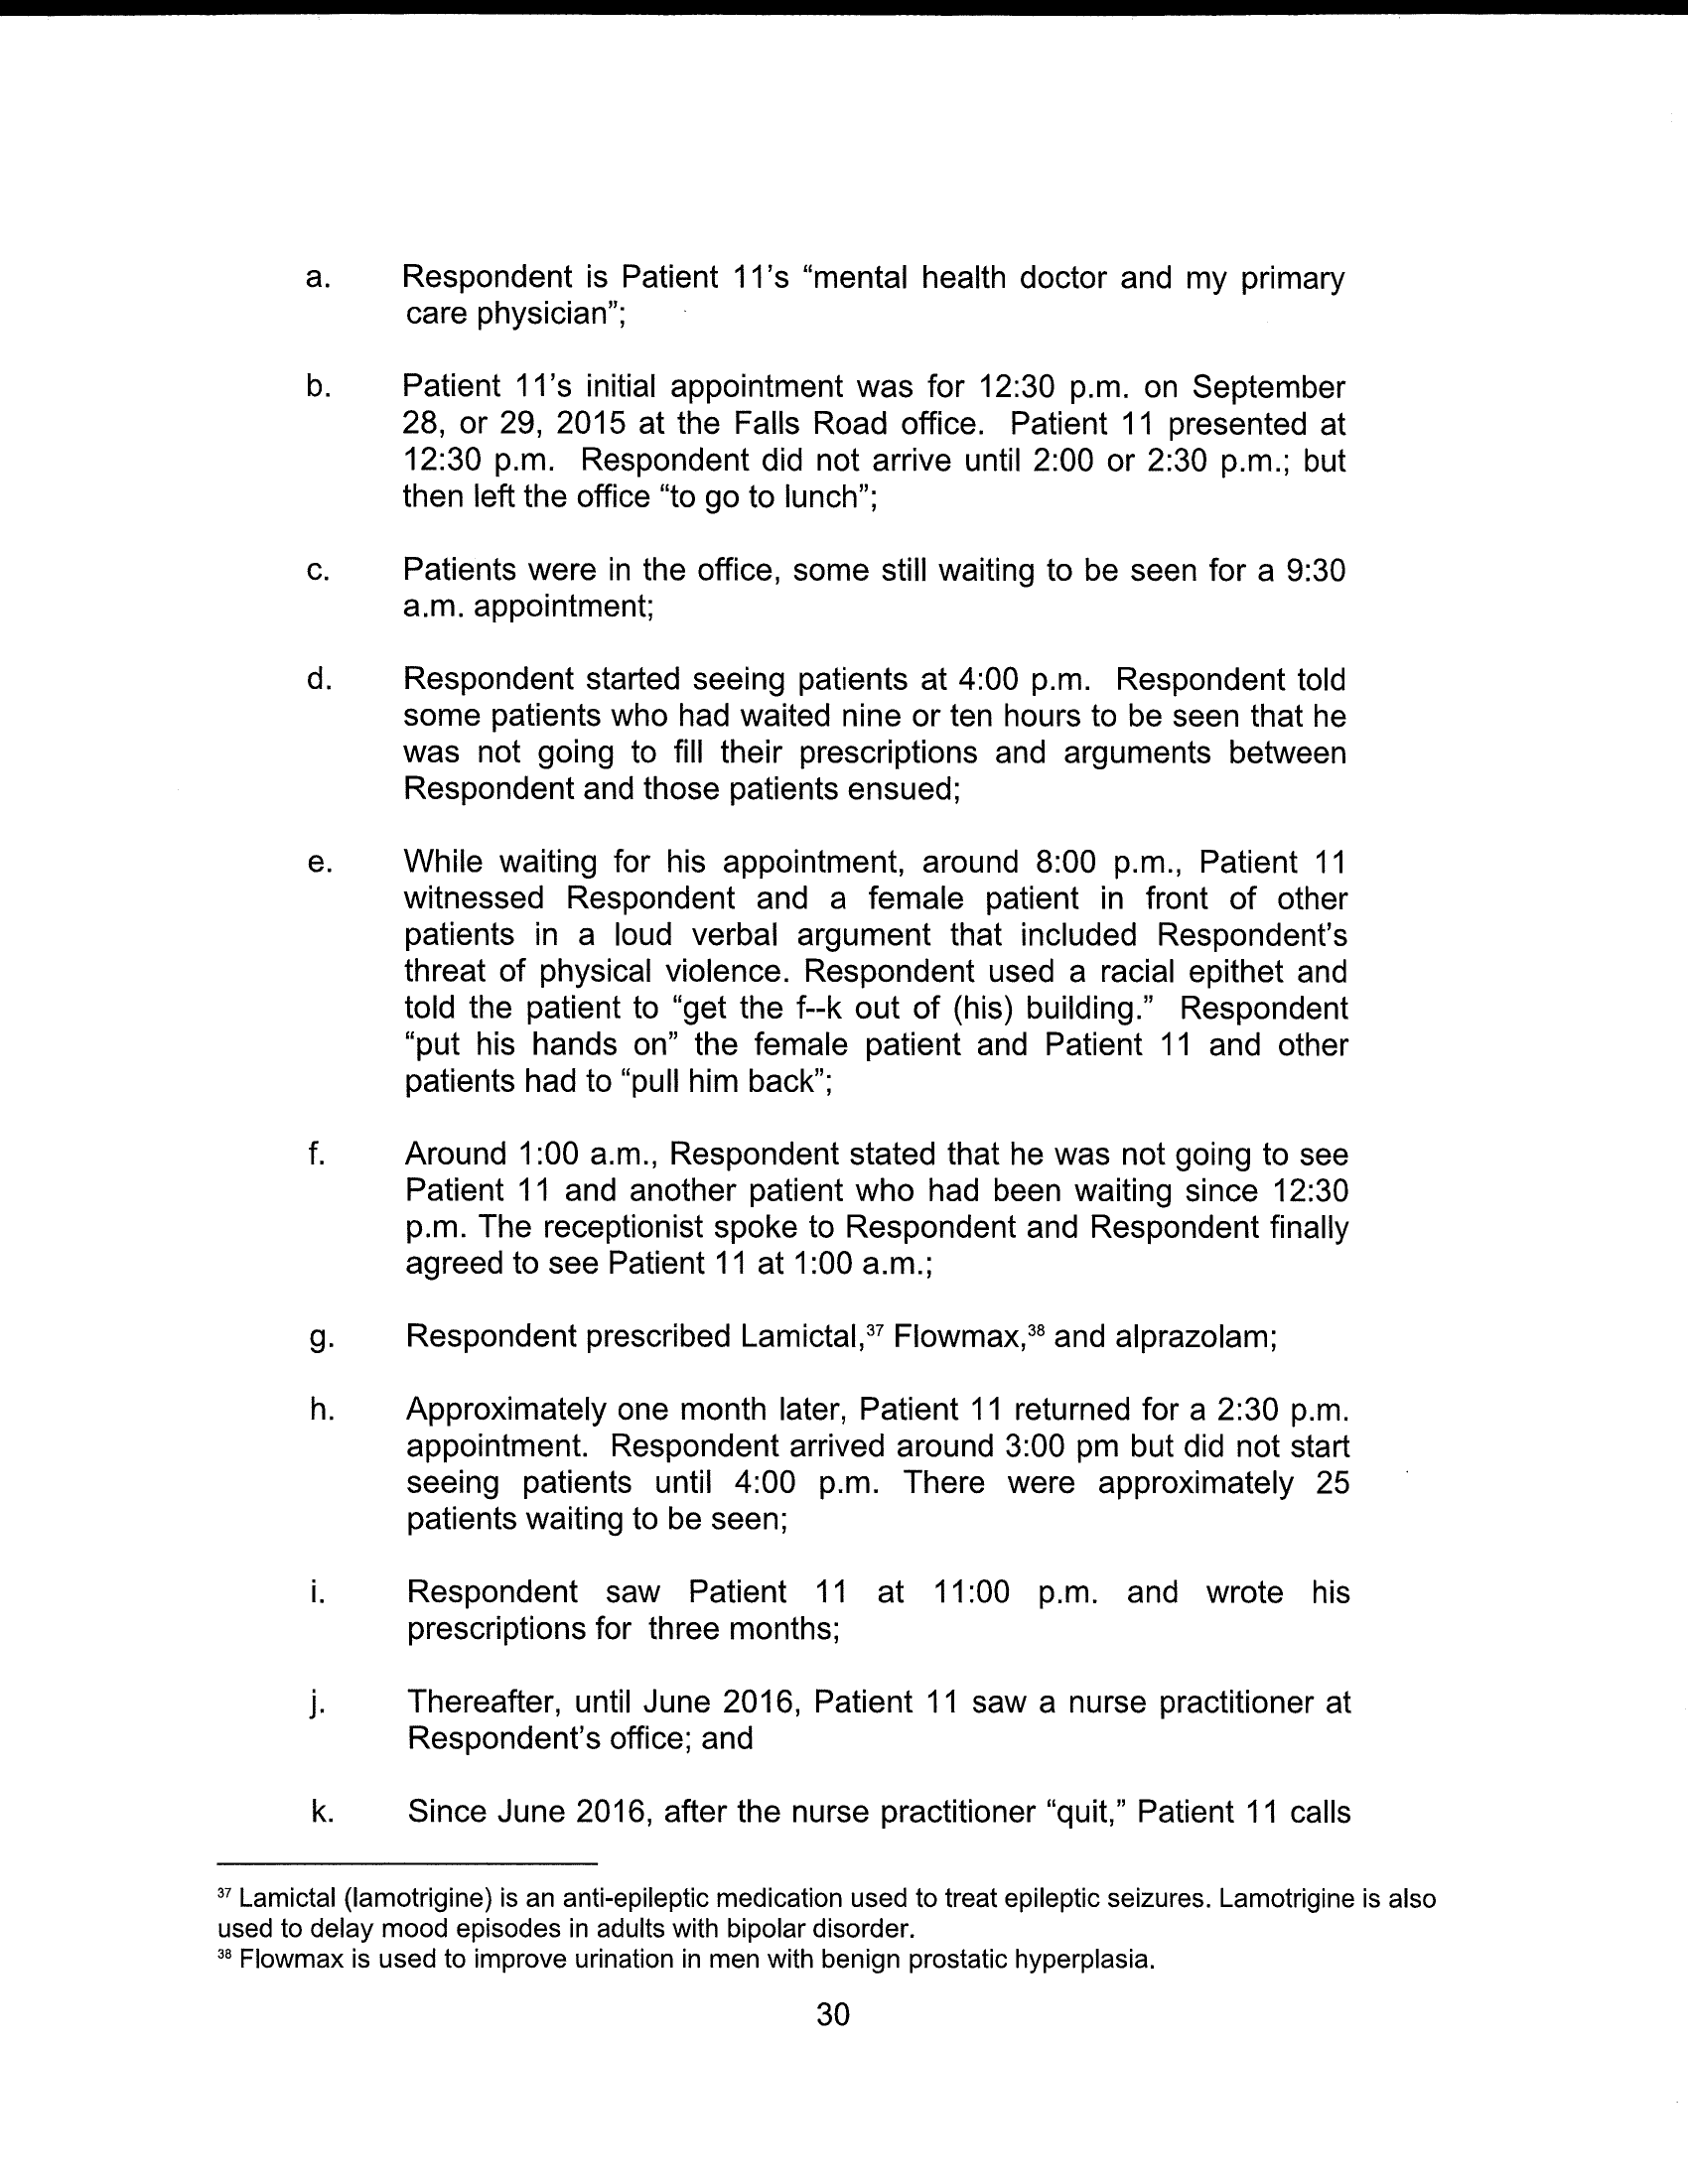 a. Respondent is Patient 11's “mental health doctor and my primary
care physician”;
b. Patient 11's initial appointment was for 12:30 p.m. on September
28, or 29, 2015 at the Falls Road office. Patient 11 presented at
12:30 p.m. Respondent did not arrive until 2:00 or 2:30 p.m.; but
then left the office “to go to lunch”;
c. Patients were in the office, some still waiting to be seen for a 9:30
a.m. appointment;
d. Respondent started seeing patients at 4:00 p.m. Respondent told
some patients who had waited nine or ten hours to be seen that he
was not going to fill their prescriptions and arguments between
Respondent and those patients ensued;
e. While waiting for his appointment, around 8:00 p.m., Patient 11
witnessed Respondent and a female patient in front of other
patients in a loud verbal argument that included Respondent's
threat of physical violence. Respondent used a racial epithet and
told the patient to “get the f--k out of (his) building.” Respondent
“put his hands on” the female patient and Patient 11 and other
patients had to “pull him back”;
f. Around 1:00 a.m., Respondent stated that he was not going to see
Patient 11 and another patient who had been waiting since 12:30
p.m. The receptionist spoke to Respondent and Respondent finally
agreed to see Patient 11 at 1:00 a.m.;
g. Respondent prescribed Lamictal,³⁷ Flowmax,³⁸ and alprazolam;
h. Approximately one month later, Patient 11 returned for a 2:30 p.m.
appointment. Respondent arrived around 3:00 pm but did not start
seeing patients until 4:00 p.m. There were approximately 25
patients waiting to be seen;
i. Respondent saw Patient 11 at 11:00 p.m. and wrote his
prescriptions for three months;
j. Thereafter, until June 2016, Patient 11 saw a nurse practitioner at
Respondent's office; and
k. Since June 2016, after the nurse practitioner “quit,” Patient 11 calls
³⁷ Lamictal (lamotrigine) is an anti-epileptic medication used to treat epileptic seizures. Lamotrigine is also
used to delay mood episodes in adults with bipolar disorder.
³⁸ Flowmax is used to improve urination in men with benign prostatic hyperplasia.
30